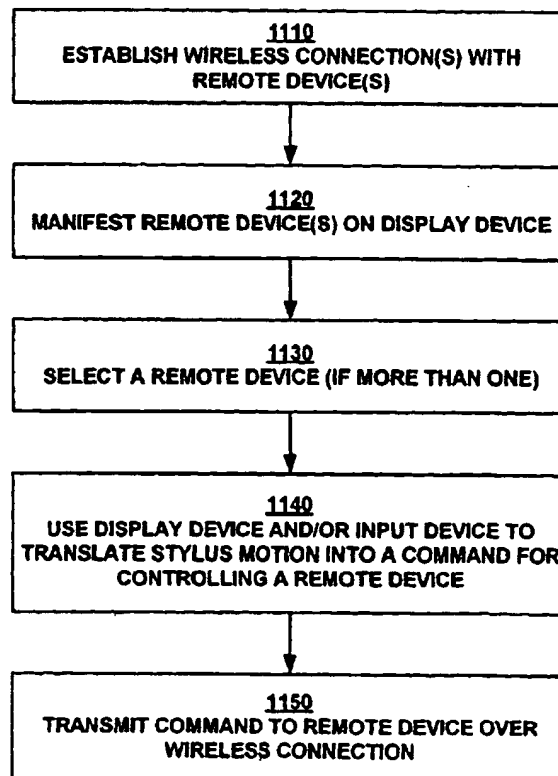 1110
ESTABLISH WIRELESS CONNECTION(S) WITH
REMOTE DEVICE(S)
1120
MANIFEST REMOTE DEVICE(S) ON DISPLAY DEVICE
1130
SELECT A REMOTE DEVICE (IF MORE THAN ONE)
1140
USE DISPLAY DEVICE AND/OR INPUT DEVICE TO
TRANSLATE STYLUS MOTION INTO A COMMAND FOR
CONTROLLING A REMOTE DEVICE
1150
TRANSMIT COMMAND TO REMOTE DEVICE OVER
WIRELESS CONNECTION